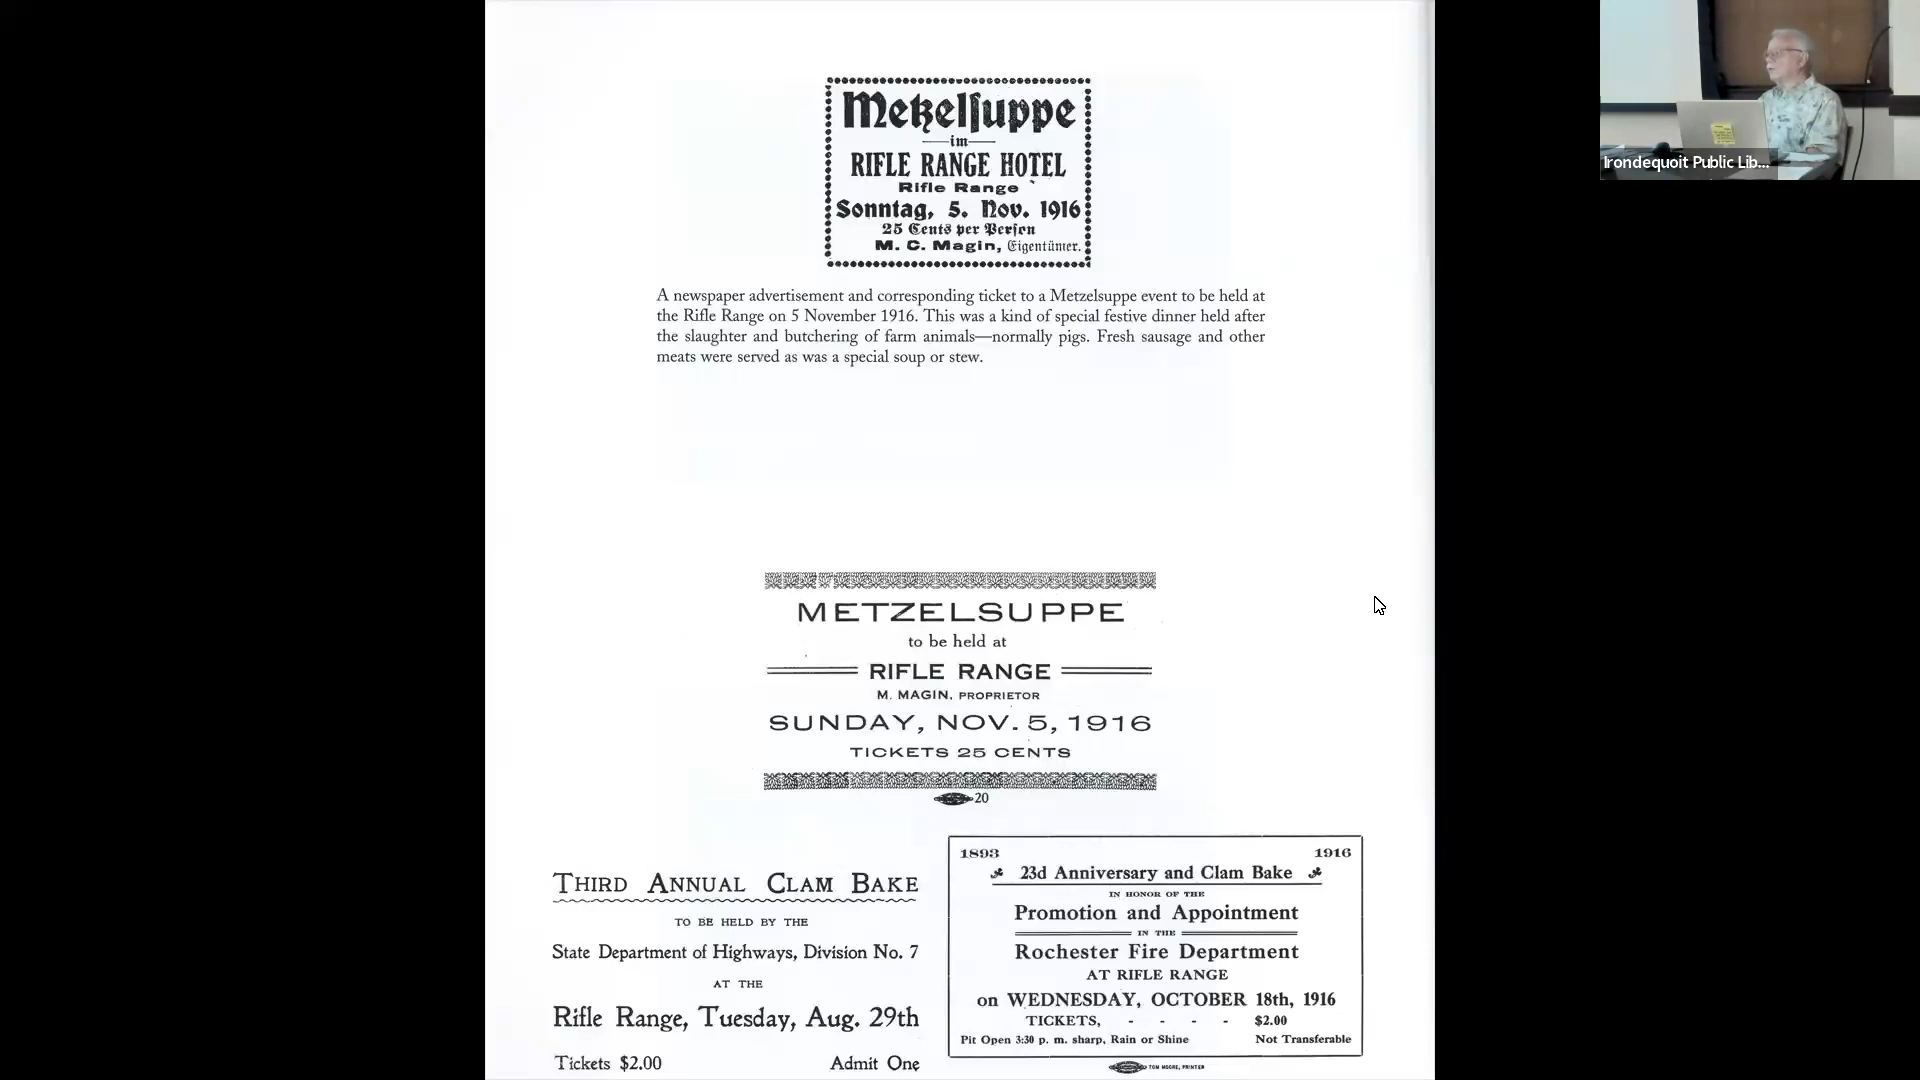 Metzelsuppe
im
RIFLE RANGE HOTEL
Rifle Range
Sonntag, 5. Nov. 1916
25 Cents per Person
M. C. Magin, Eigentümer.
A newspaper advertisement and corresponding ticket to a Metzelsuppe event to be held at
the Rifle Range on 5 November 1916. This was a kind of special festive dinner held after
the slaughter and butchering of farm animals—normally pigs. Fresh sausage and other
meats were served as was a special soup or stew.
METZELSUPPE
to be held at
RIFLE RANGE
M. MAGIN, PROPRIETOR
SUNDAY, NOV. 5, 1916
TICKETS 25 CENTS
20
THIRD ANNUAL CLAM BAKE
TO BE HELD BY THE
State Department of Highways, Division No. 7
AT THE
Rifle Range, Tuesday, Aug. 29th
Tickets $2.00 Admit One
1893 1916
23d Anniversary and Clam Bake
IN HONOR OF THE
Promotion and Appointment
IN THE
Rochester Fire Department
AT RIFLE RANGE
on WEDNESDAY, OCTOBER 18th, 1916
TICKETS, - - - - $2.00
Pit Open 3:30 p. m. sharp, Rain or Shine Not Transferable
TOM MOORE, PRINTER
Irondequoit Public Lib...